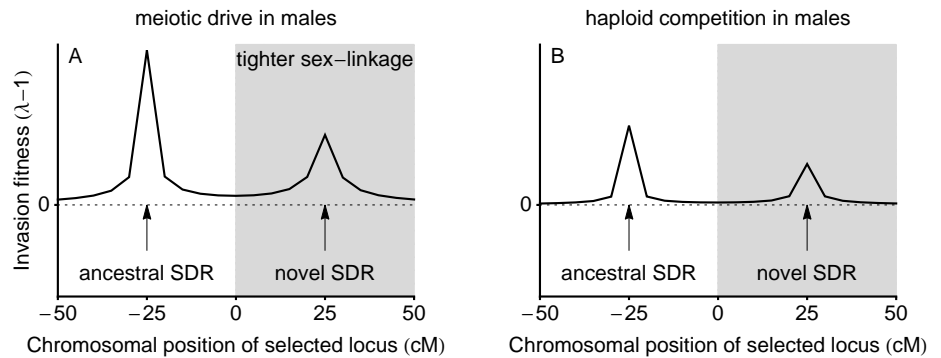 meiotic drive in males
A
tighter sex−linkage
Invasion fitness (λ−1)
0
ancestral SDR
novel SDR
−50 −25 0 25 50
Chromosomal position of selected locus (cM)
haploid competition in males
B
0
ancestral SDR
novel SDR
−50 −25 0 25 50
Chromosomal position of selected locus (cM)